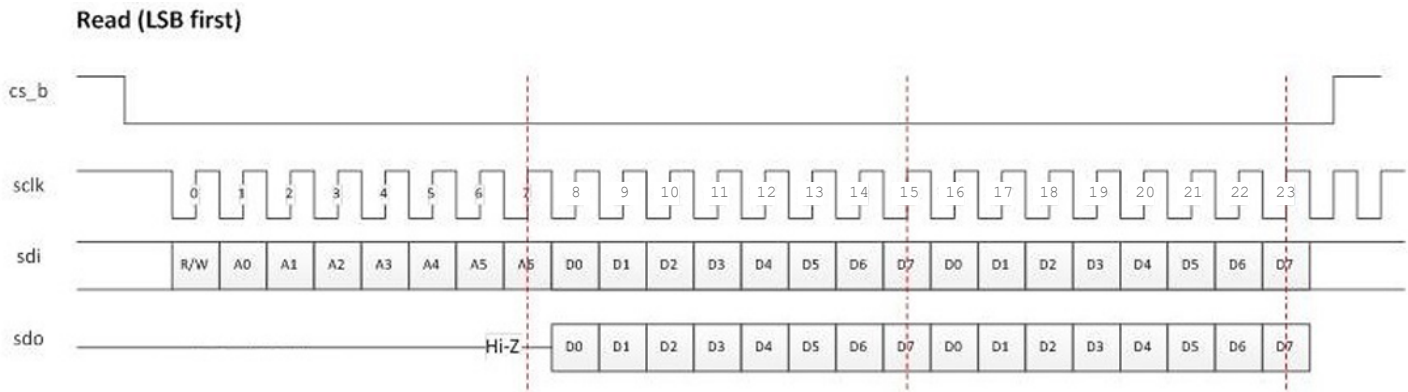 Read (LSB first)
cs_b
sclk 0 1 2 3 4 5 6 7 8 9 10 11 12 13 14 15 16 17 18 19 20 21 22 23
sdi R/W A0 A1 A2 A3 A4 A5 A6 D0 D1 D2 D3 D4 D5 D6 D7 D0 D1 D2 D3 D4 D5 D6 D7
sdo Hi-Z D0 D1 D2 D3 D4 D5 D6 D7 D0 D1 D2 D3 D4 D5 D6 D7